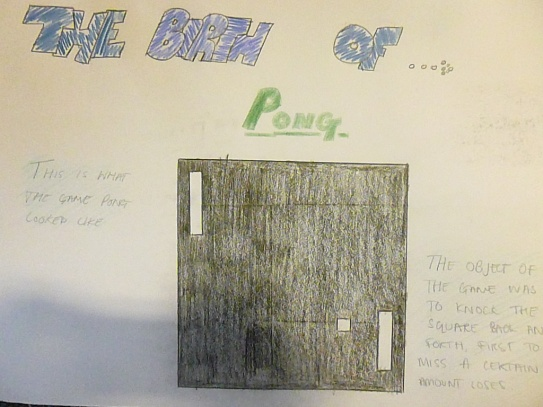 THE BIRTH OF
PONG
THIS IS WHAT
THE GAME PONG
LOOKED LIKE
THE OBJECT OF
THE GAME WAS
TO KNOCK THE
SQUARE BACK AN
FORTH, FIRST TO
MISS A CERTAIN
AMOUNT LOSES